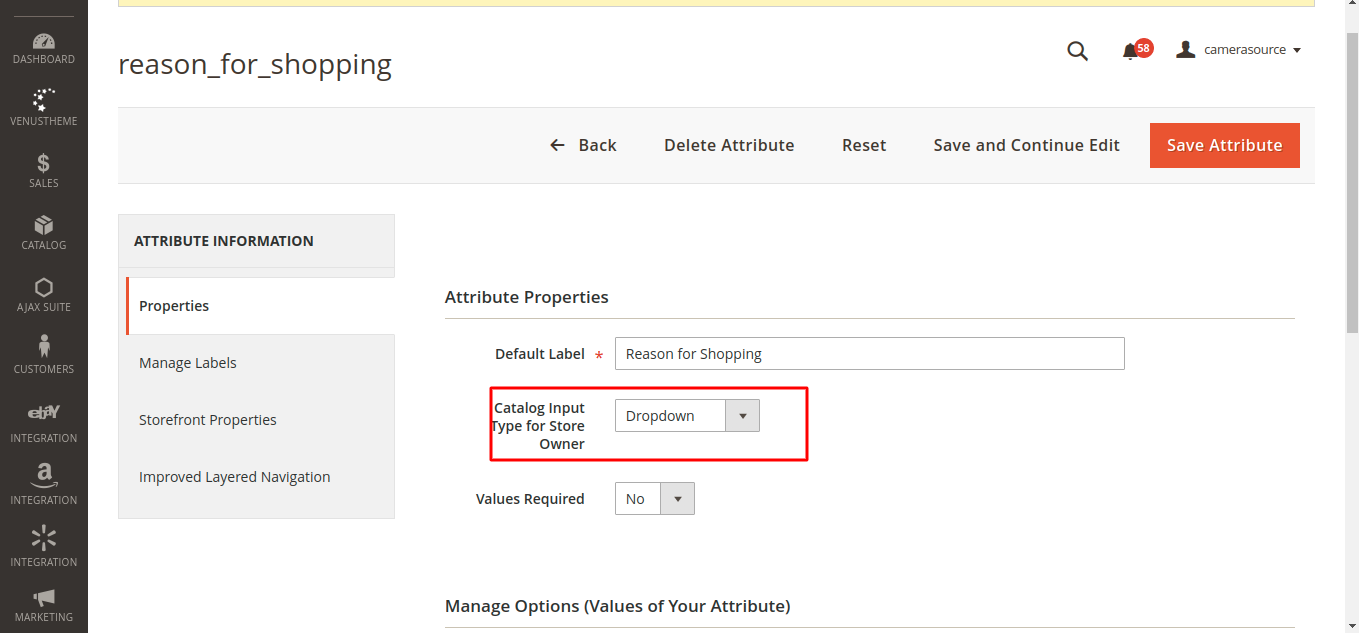 DASHBOARD
VENUSTHEME
$
SALES
CATALOG
AJAX SUITE
CUSTOMERS
ebay
INTEGRATION
a
INTEGRATION
INTEGRATION
MARKETING
reason_for_shopping
58
camerasource
Back
Delete Attribute
Reset
Save and Continue Edit
Save Attribute
ATTRIBUTE INFORMATION
Properties
Manage Labels
Storefront Properties
Improved Layered Navigation
Attribute Properties
Default Label * Reason for Shopping
Catalog Input
Type for Store
Owner
Dropdown
Values Required No
Manage Options (Values of Your Attribute)